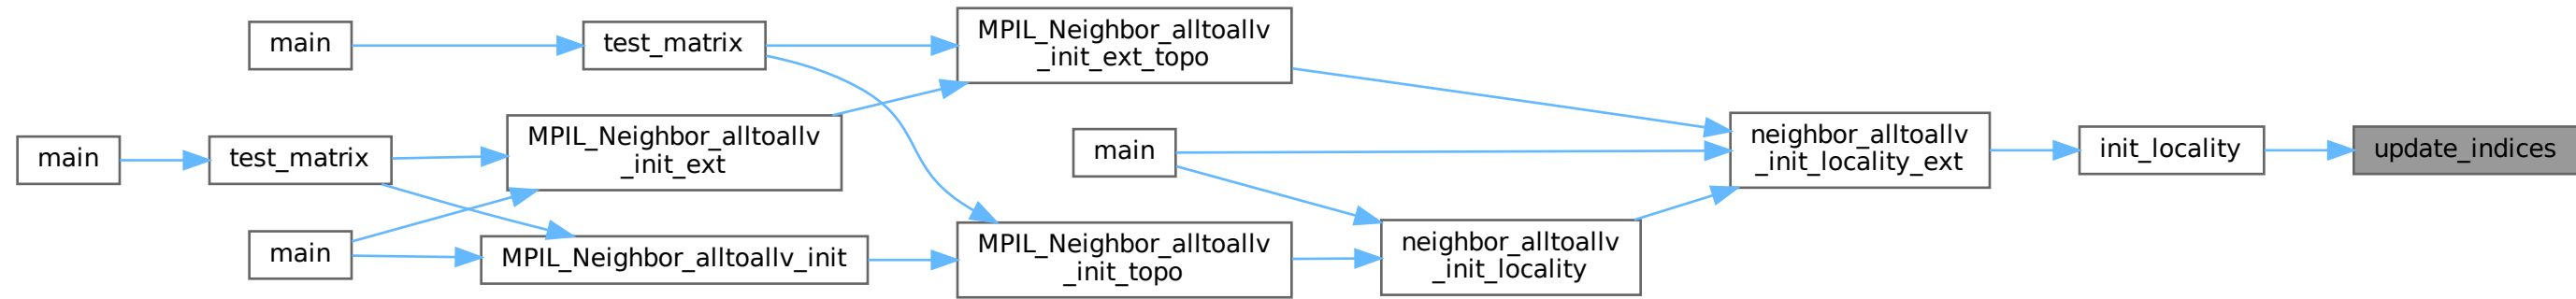 main
test_matrix
MPIL_Neighbor_alltoallv
_init_ext_topo
main
test_matrix
MPIL_Neighbor_alltoallv
_init_ext
main
neighbor_alltoallv
_init_locality_ext
init_locality
update_indices
main
MPIL_Neighbor_alltoallv_init
MPIL_Neighbor_alltoallv
_init_topo
neighbor_alltoallv
_init_locality